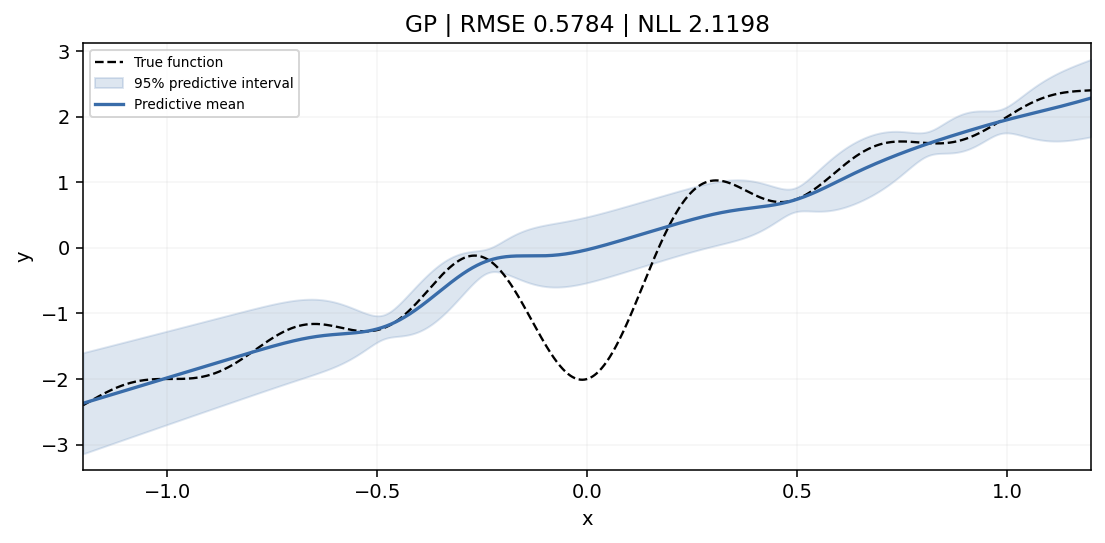 GP | RMSE 0.5784 | NLL 2.1198
True function
95% predictive interval
Predictive mean
y
3
2
1
0
−1
−2
−3
−1.0 −0.5 0.0 0.5 1.0
x